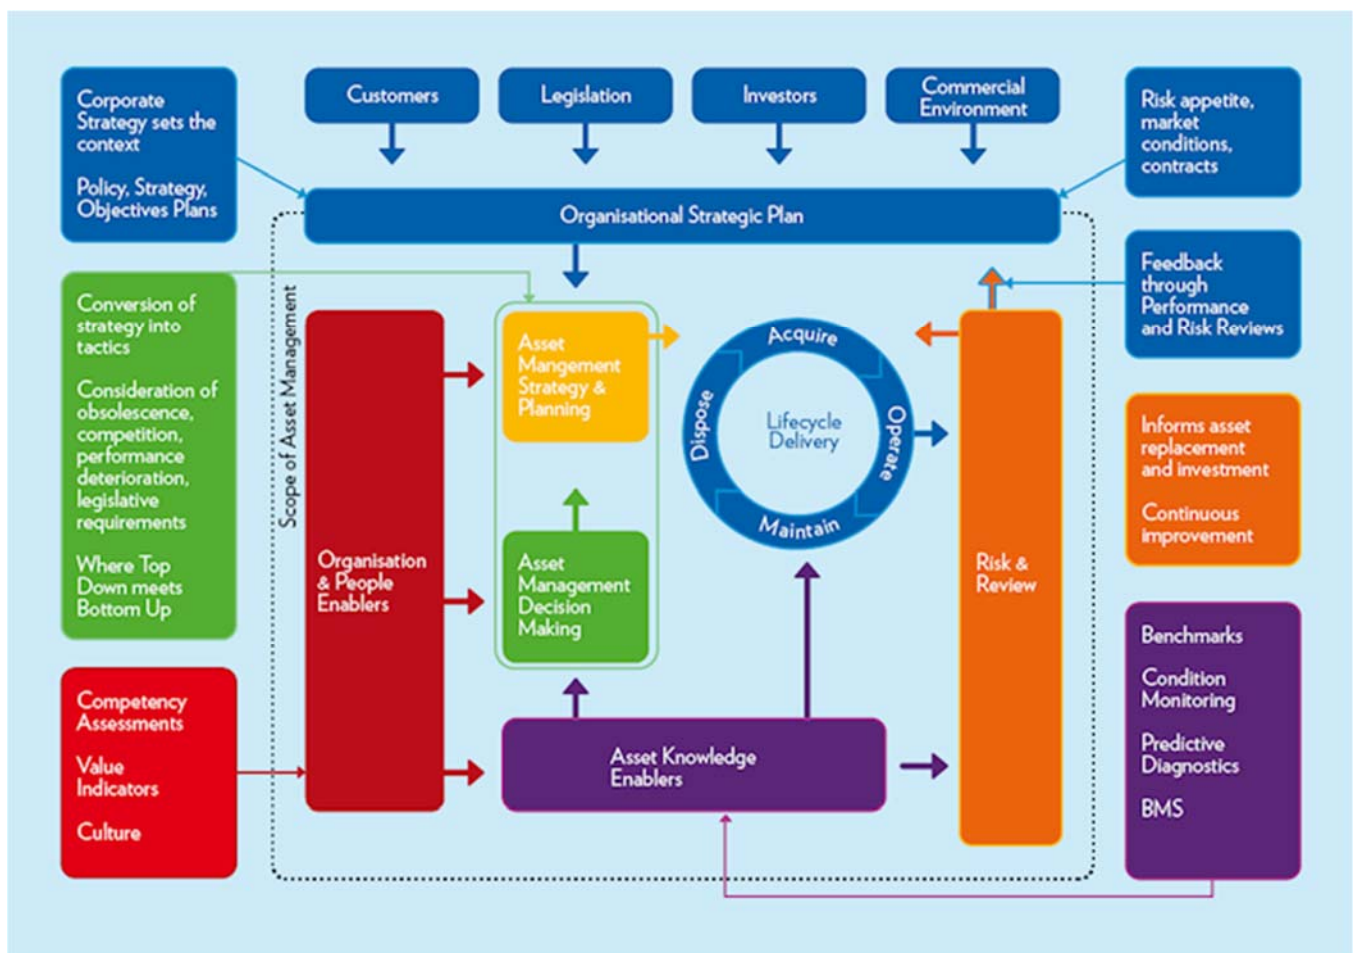 Corporate
Strategy sets the
context
Policy, Strategy,
Objectives Plans
Customers
Legislation
Investors
Commercial
Environment
Risk appetite,
market
conditions,
contracts
Organisational Strategic Plan
Feedback
through
Performance
and Risk Reviews
Conversion of
strategy into
tactics
Consideration of
obsolescence,
competition,
performance
deterioration,
legislative
requirements
Where Top
Down meets
Bottom Up
Scope of Asset Management
Organisation
& People
Enablers
Asset
Mangement
Strategy &
Planning
Asset
Management
Decision
Making
Acquire
Operate
Maintain
Dispose
Lifecycle
Delivery
Risk &
Review
Informs asset
replacement
and investment
Continuous
improvement
Competency
Assessments
Value
Indicators
Culture
Asset Knowledge
Enablers
Benchmarks
Condition
Monitoring
Predictive
Diagnostics
BMS